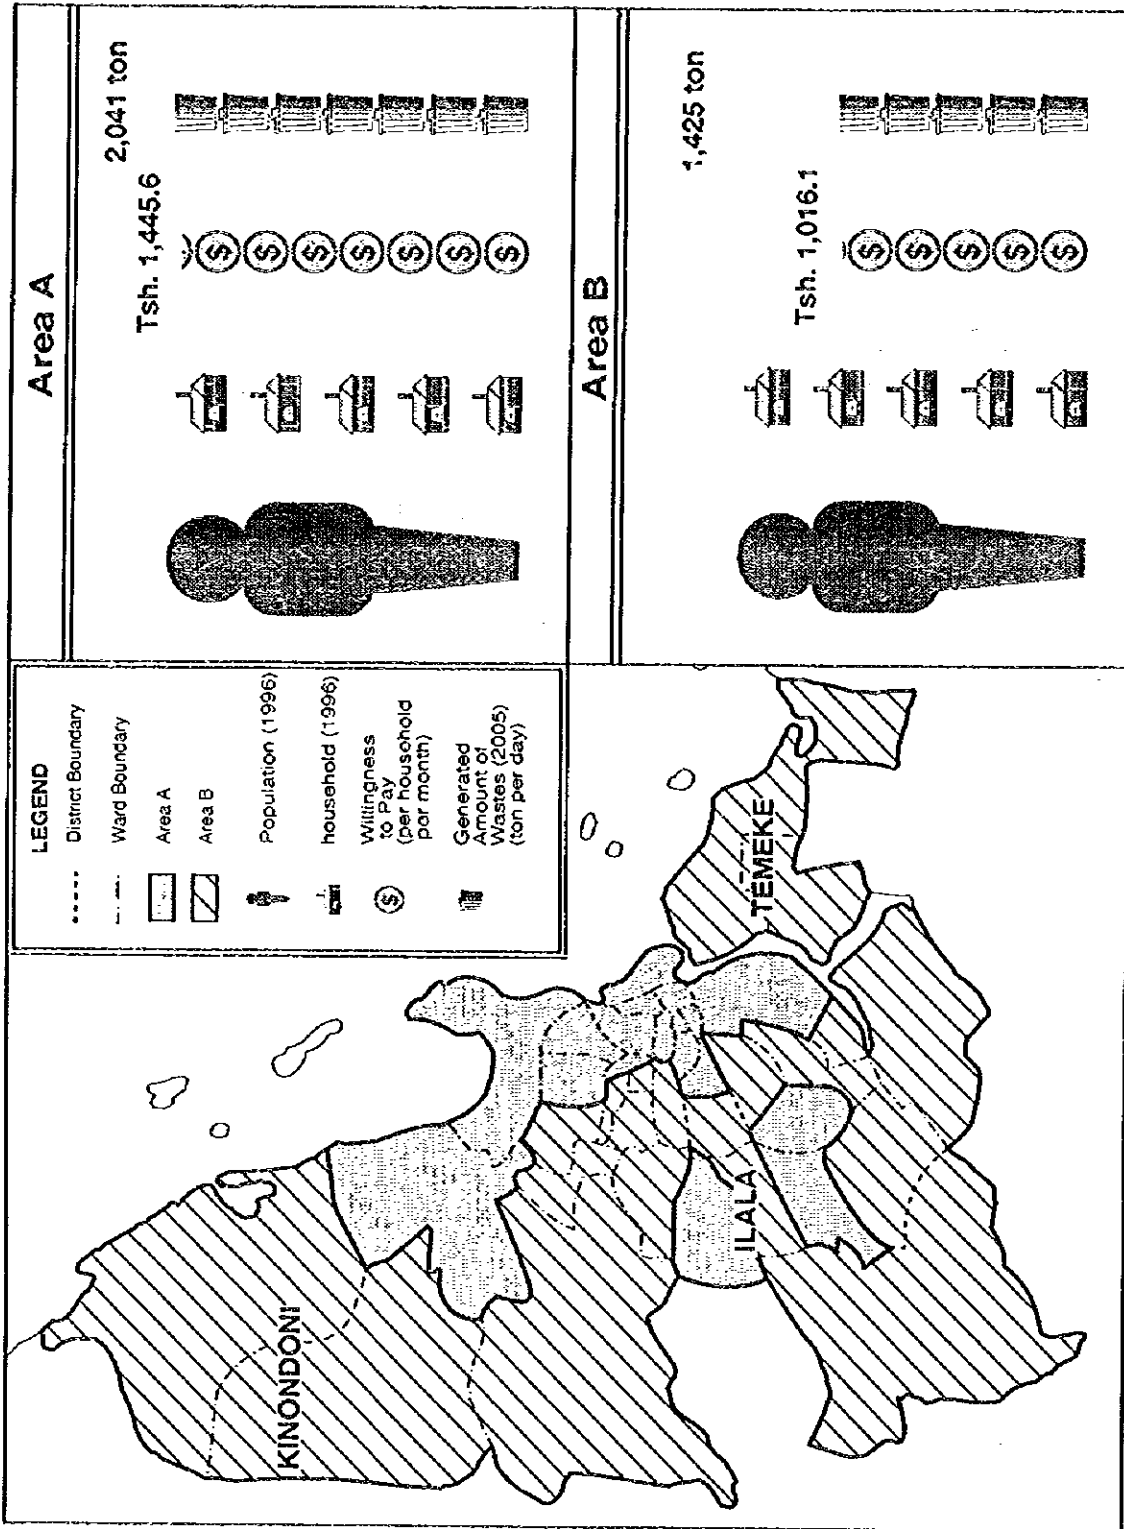 LEGEND
District Boundary
Ward Boundary
Area A
Area B
Population (1996)
household (1996)
Willingness
to Pay
(per household
por month)
Generated
Amount of
Wastes (2005)
(ton per day)
KINONDONI
ILALA
TEMEKE
Area A
Tsh. 1,445.6
2,041 ton
Area B
Tsh. 1,016.1
1,425 ton